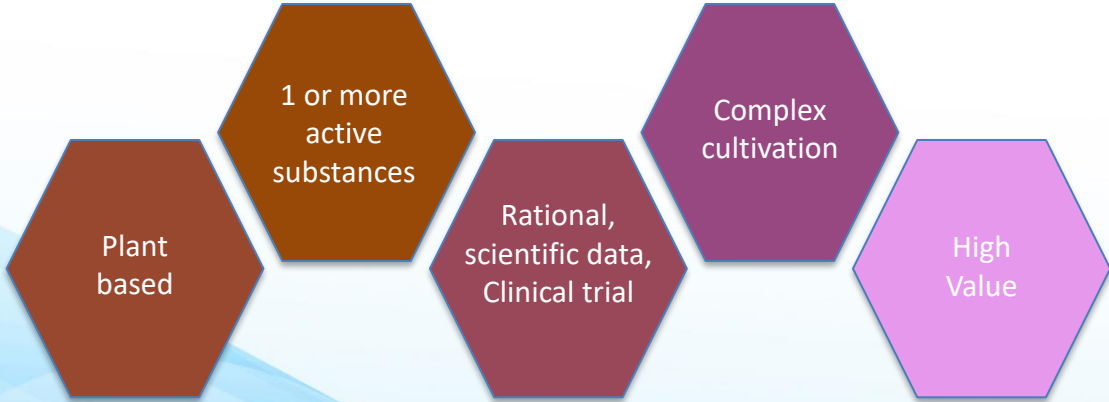 Plant
based
1 or more
active
substances
Rational,
scientific data,
Clinical trial
Complex
cultivation
High
Value